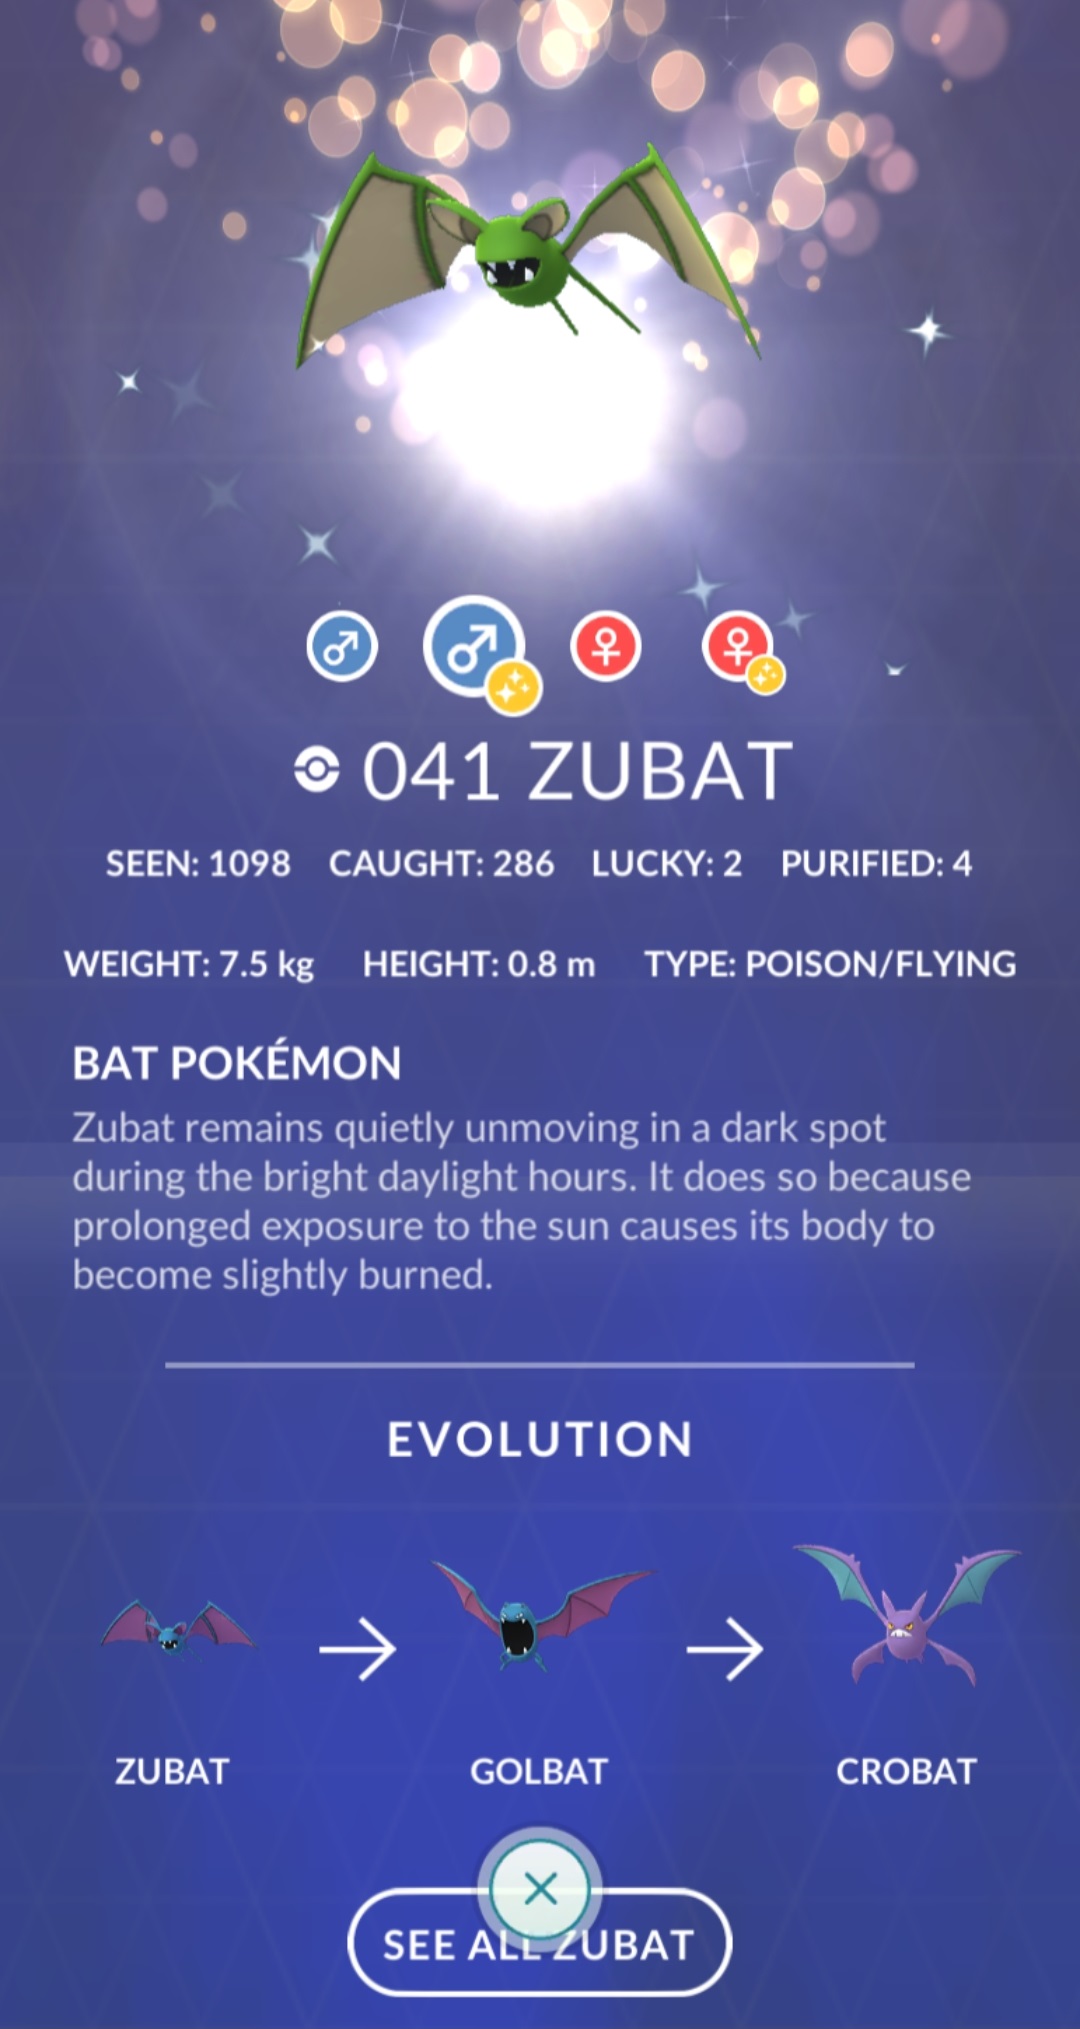 041 ZUBAT
SEEN: 1098 CAUGHT: 286 LUCKY: 2 PURIFIED: 4
WEIGHT: 7.5 kg HEIGHT: 0.8 m TYPE: POISON/FLYING
BAT POKÉMON
Zubat remains quietly unmoving in a dark spot
during the bright daylight hours. It does so because
prolonged exposure to the sun causes its body to
become slightly burned.
EVOLUTION
ZUBAT GOLBAT CROBAT
SEE ALL ZUBAT